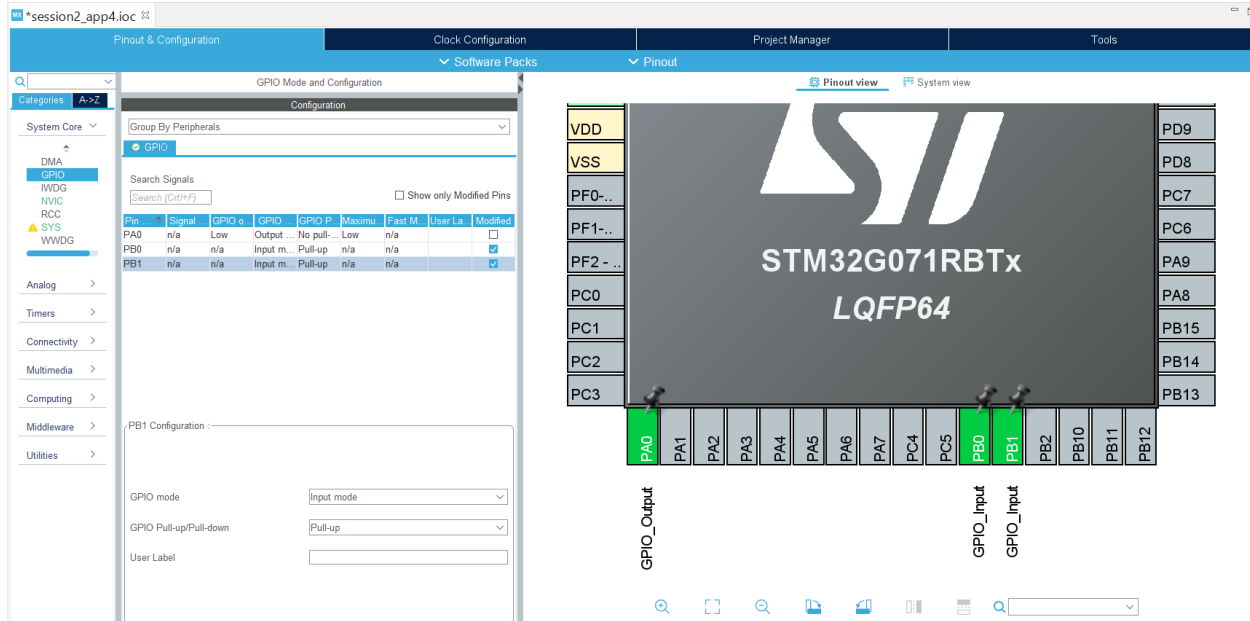 *session2_app4.ioc
Pinout & Configuration
Clock Configuration
Project Manager
Tools
Software Packs
Pinout
GPIO Mode and Configuration
Pinout view
System view
Categories
A->Z
Configuration
System Core
Group By Peripherals
GPIO
DMA
GPIO
IWDG
NVIC
RCC
SYS
WWDG
Analog
Timers
Connectivity
Multimedia
Computing
Middleware
Utilities
Search Signals
Search (Crtl+F)
Show only Modified Pins
Pin ... Signal ... GPIO o... GPIO ... GPIO P... Maximu... Fast M... User La... Modified
PA0 n/a Low Output ... No pull-... Low n/a
PB0 n/a n/a Input m... Pull-up n/a n/a
PB1 n/a n/a Input m... Pull-up n/a n/a
PB1 Configuration :
GPIO mode
Input mode
GPIO Pull-up/Pull-down
Pull-up
User Label
VDD
VSS
PF0-..
PF1-..
PF2 - ..
PC0
PC1
PC2
PC3
STM32G071RBTx
LQFP64
PD9
PD8
PC7
PC6
PA9
PA8
PB15
PB14
PB13
PA0
PA1
PA2
PA3
PA4
PA5
PA6
PA7
PC4
PC5
PB0
PB1
PB2
PB10
PB11
PB12
GPIO_Output
GPIO_Input
GPIO_Input